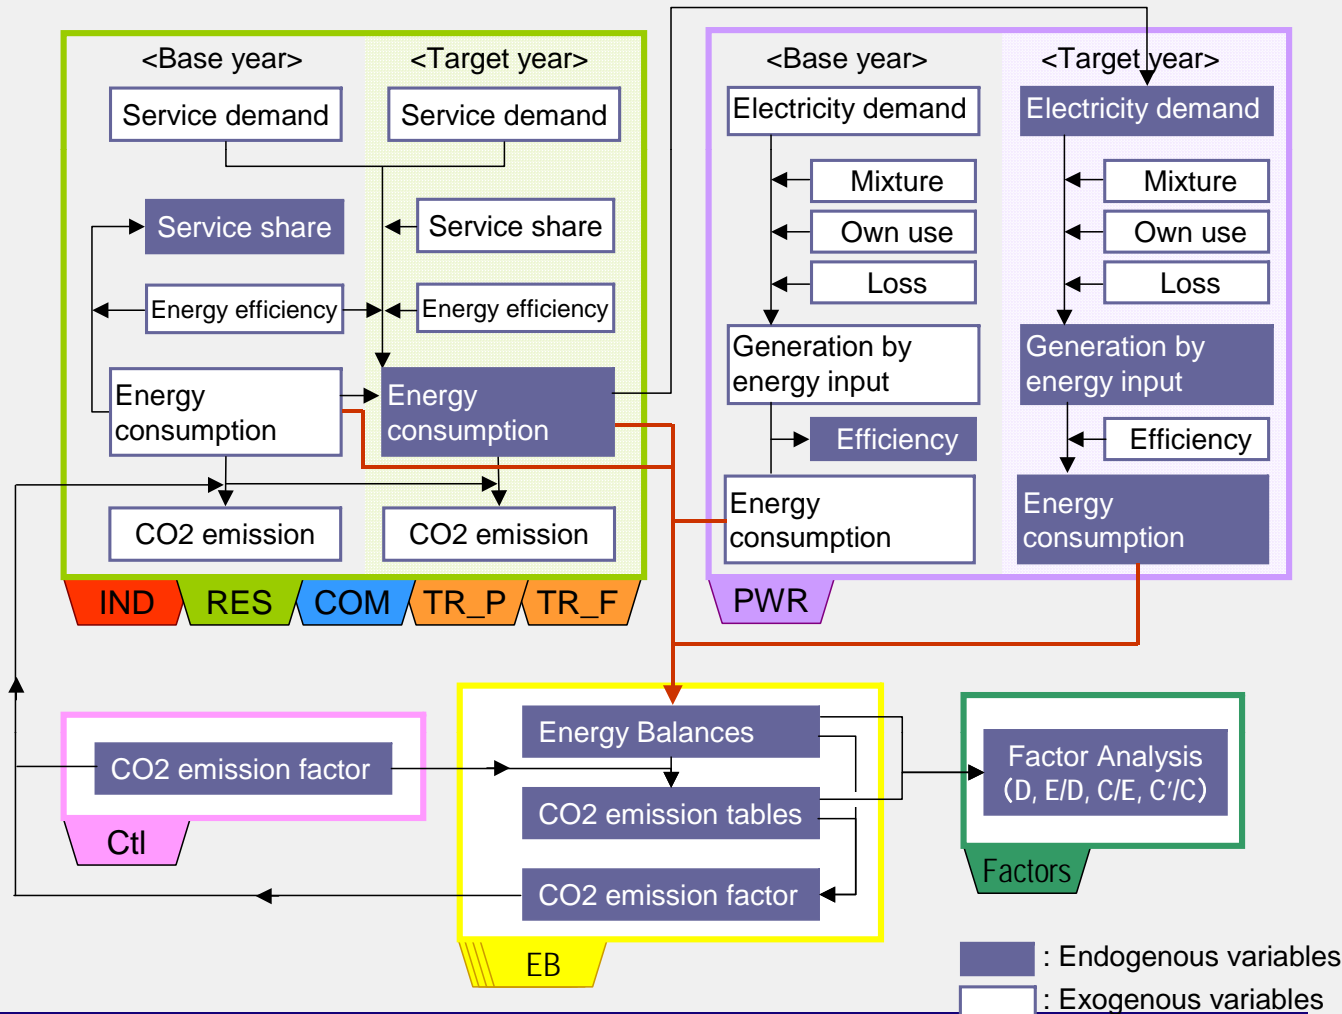 <Base year>
<Target year>
Service demand
Service demand
Service share
Service share
Energy efficiency
Energy efficiency
Energy
consumption
Energy
consumption
CO2 emission
CO2 emission
IND
RES
COM
TR_P
TR_F
<Base year>
<Target year>
Electricity demand
Electricity demand
Mixture
Mixture
Own use
Own use
Loss
Loss
Generation by
energy input
Generation by
energy input
Efficiency
Efficiency
Energy
consumption
Energy
consumption
PWR
CO2 emission factor
Ctl
Energy Balances
CO2 emission tables
CO2 emission factor
EB
Factor Analysis
(D, E/D, C/E, C'/C)
Factors
: Endogenous variables
: Exogenous variables